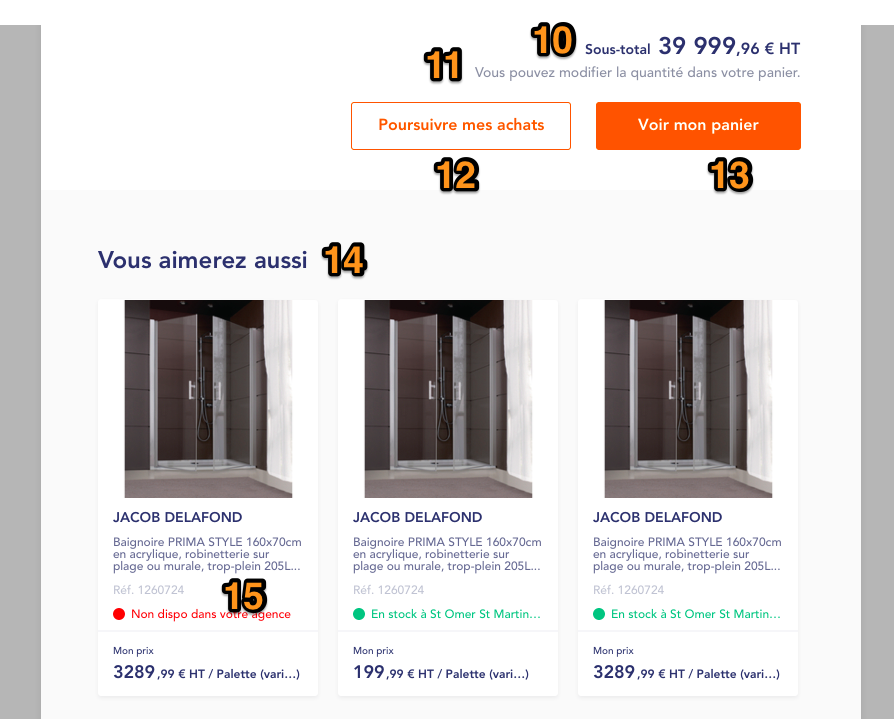 10 Sous-total 39 999,96 € HT
11 Vous pouvez modifier la quantité dans votre panier.
Poursuivre mes achats
Voir mon panier
12
13
Vous aimerez aussi 14
JACOB DELAFOND
Baignoire PRIMA STYLE 160x70cm
en acrylique, robinetterie sur
plage ou murale, trop-plein 205L...
Réf. 1260724
15
Non dispo dans votre agence
Mon prix
3289,99 € HT / Palette (vari...)
JACOB DELAFOND
Baignoire PRIMA STYLE 160x70cm
en acrylique, robinetterie sur
plage ou murale, trop-plein 205L...
Réf. 1260724
En stock à St Omer St Martin...
Mon prix
199,99 € HT / Palette (vari...)
JACOB DELAFOND
Baignoire PRIMA STYLE 160x70cm
en acrylique, robinetterie sur
plage ou murale, trop-plein 205L...
Réf. 1260724
En stock à St Omer St Martin...
Mon prix
3289,99 € HT / Palette (vari...)